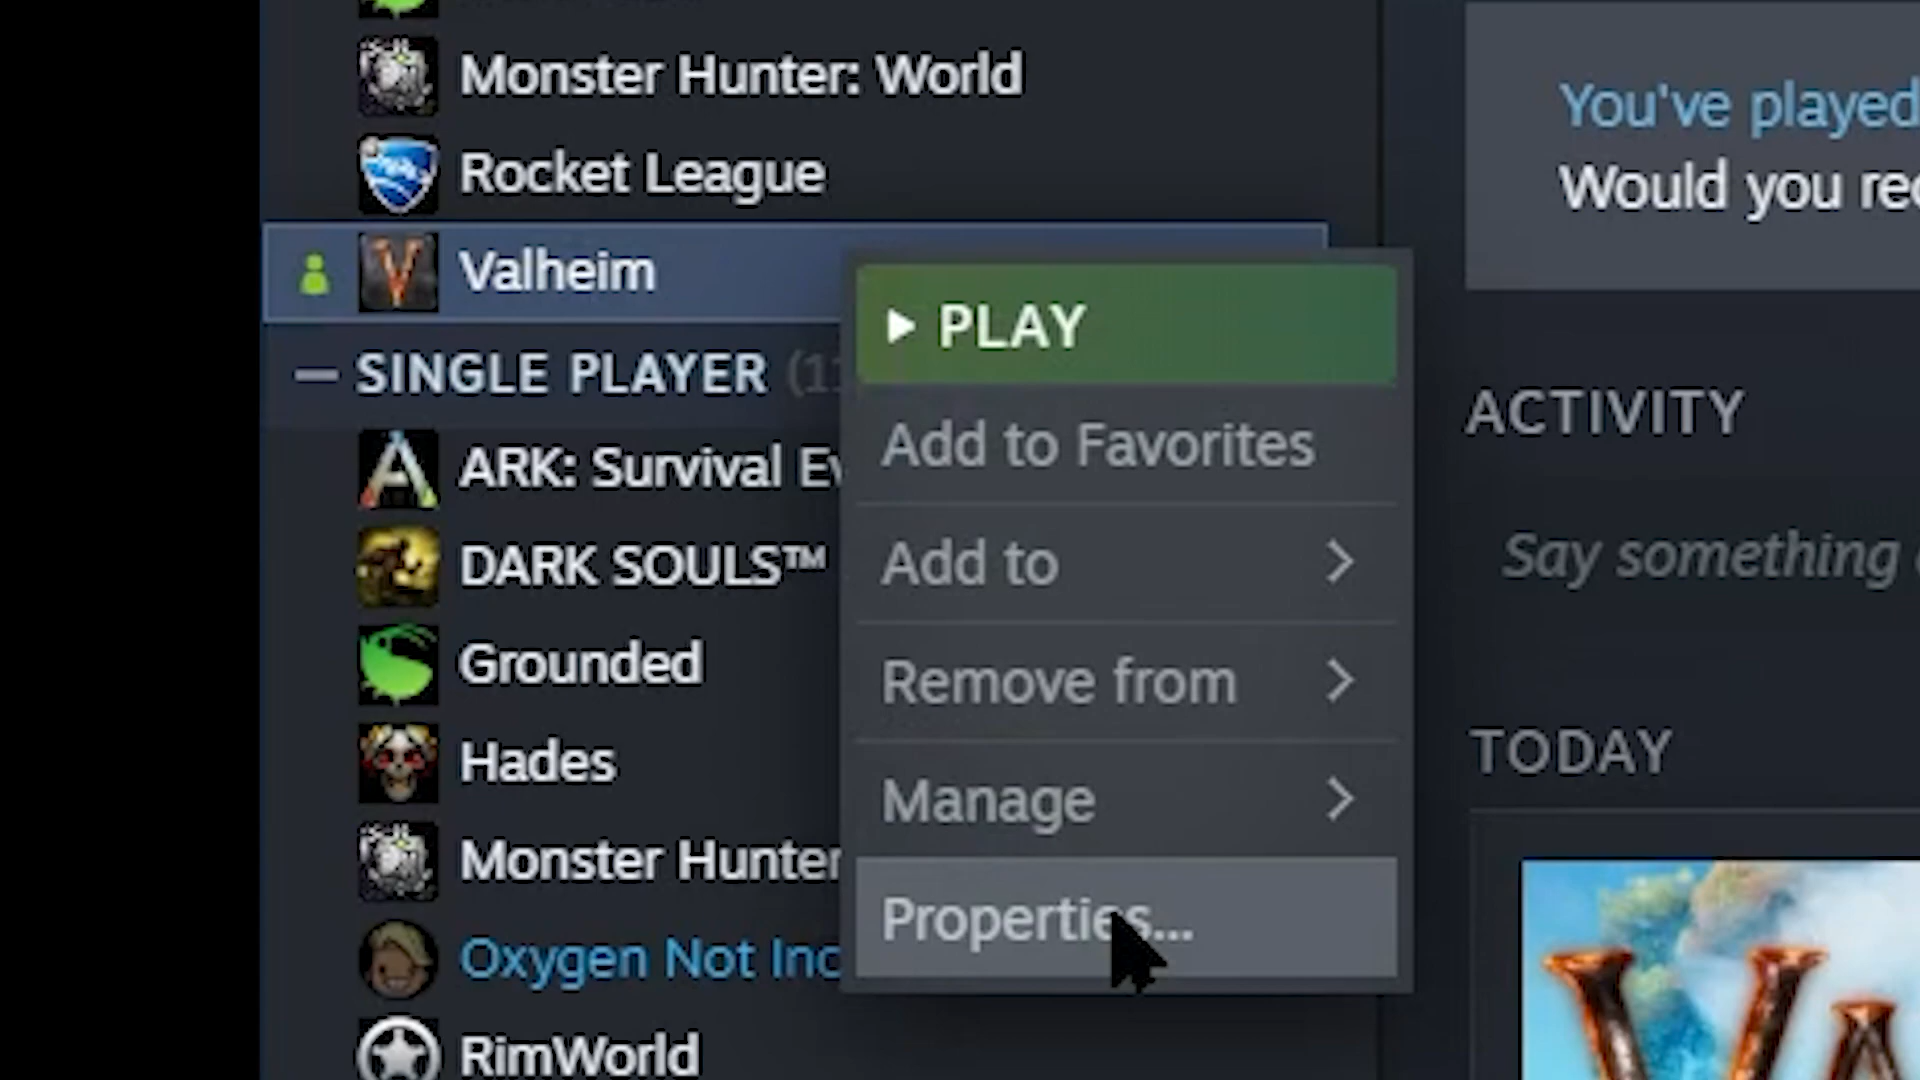 Monster Hunter: World
Rocket League
Valheim
SINGLE PLAYER
ARK: Survival
DARK SOULS™
Grounded
Hades
Monster Hunter
Oxygen Not
RimWorld
PLAY
Add to Favorites
Add to
Remove from
Manage
Properties...
You've played
Would you
ACTIVITY
Say something
TODAY